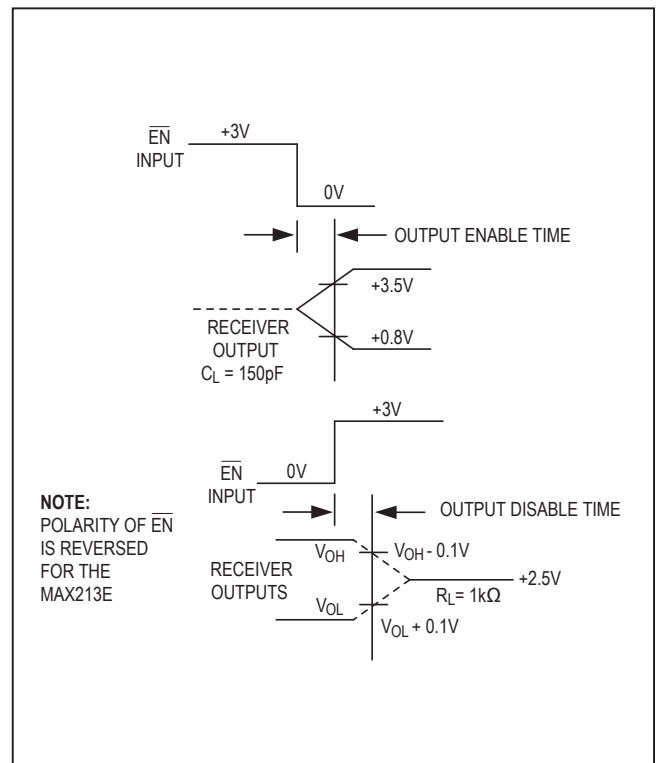 EN +3V
INPUT
0V
OUTPUT ENABLE TIME
+3.5V
RECEIVER
OUTPUT
CL = 150pF
+0.8V
+3V
EN 0V
INPUT
OUTPUT DISABLE TIME
NOTE:
POLARITY OF EN
IS REVERSED
FOR THE
MAX213E
RECEIVER
OUTPUTS
VOH VOH - 0.1V
+2.5V
RL= 1kΩ
VOL
VOL + 0.1V